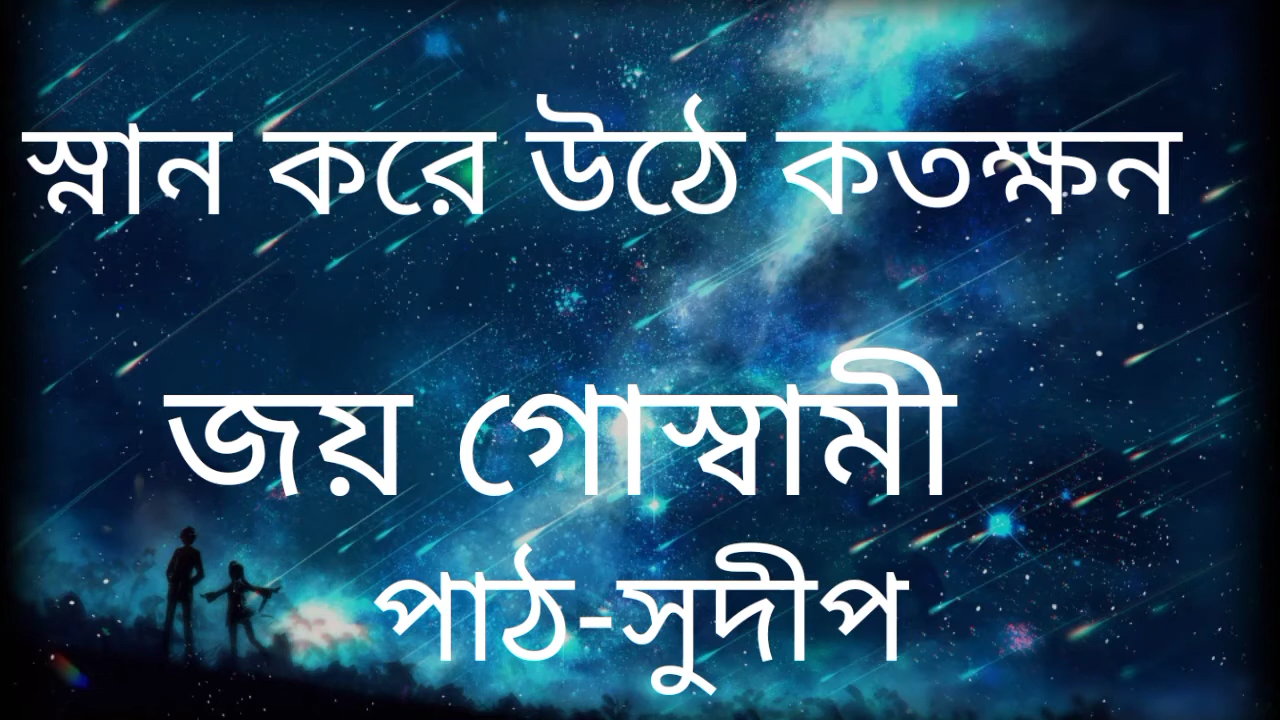 স্নান করে উঠে কতক্ষন
জয় গোস্বামী
পাঠ-সুদীপ